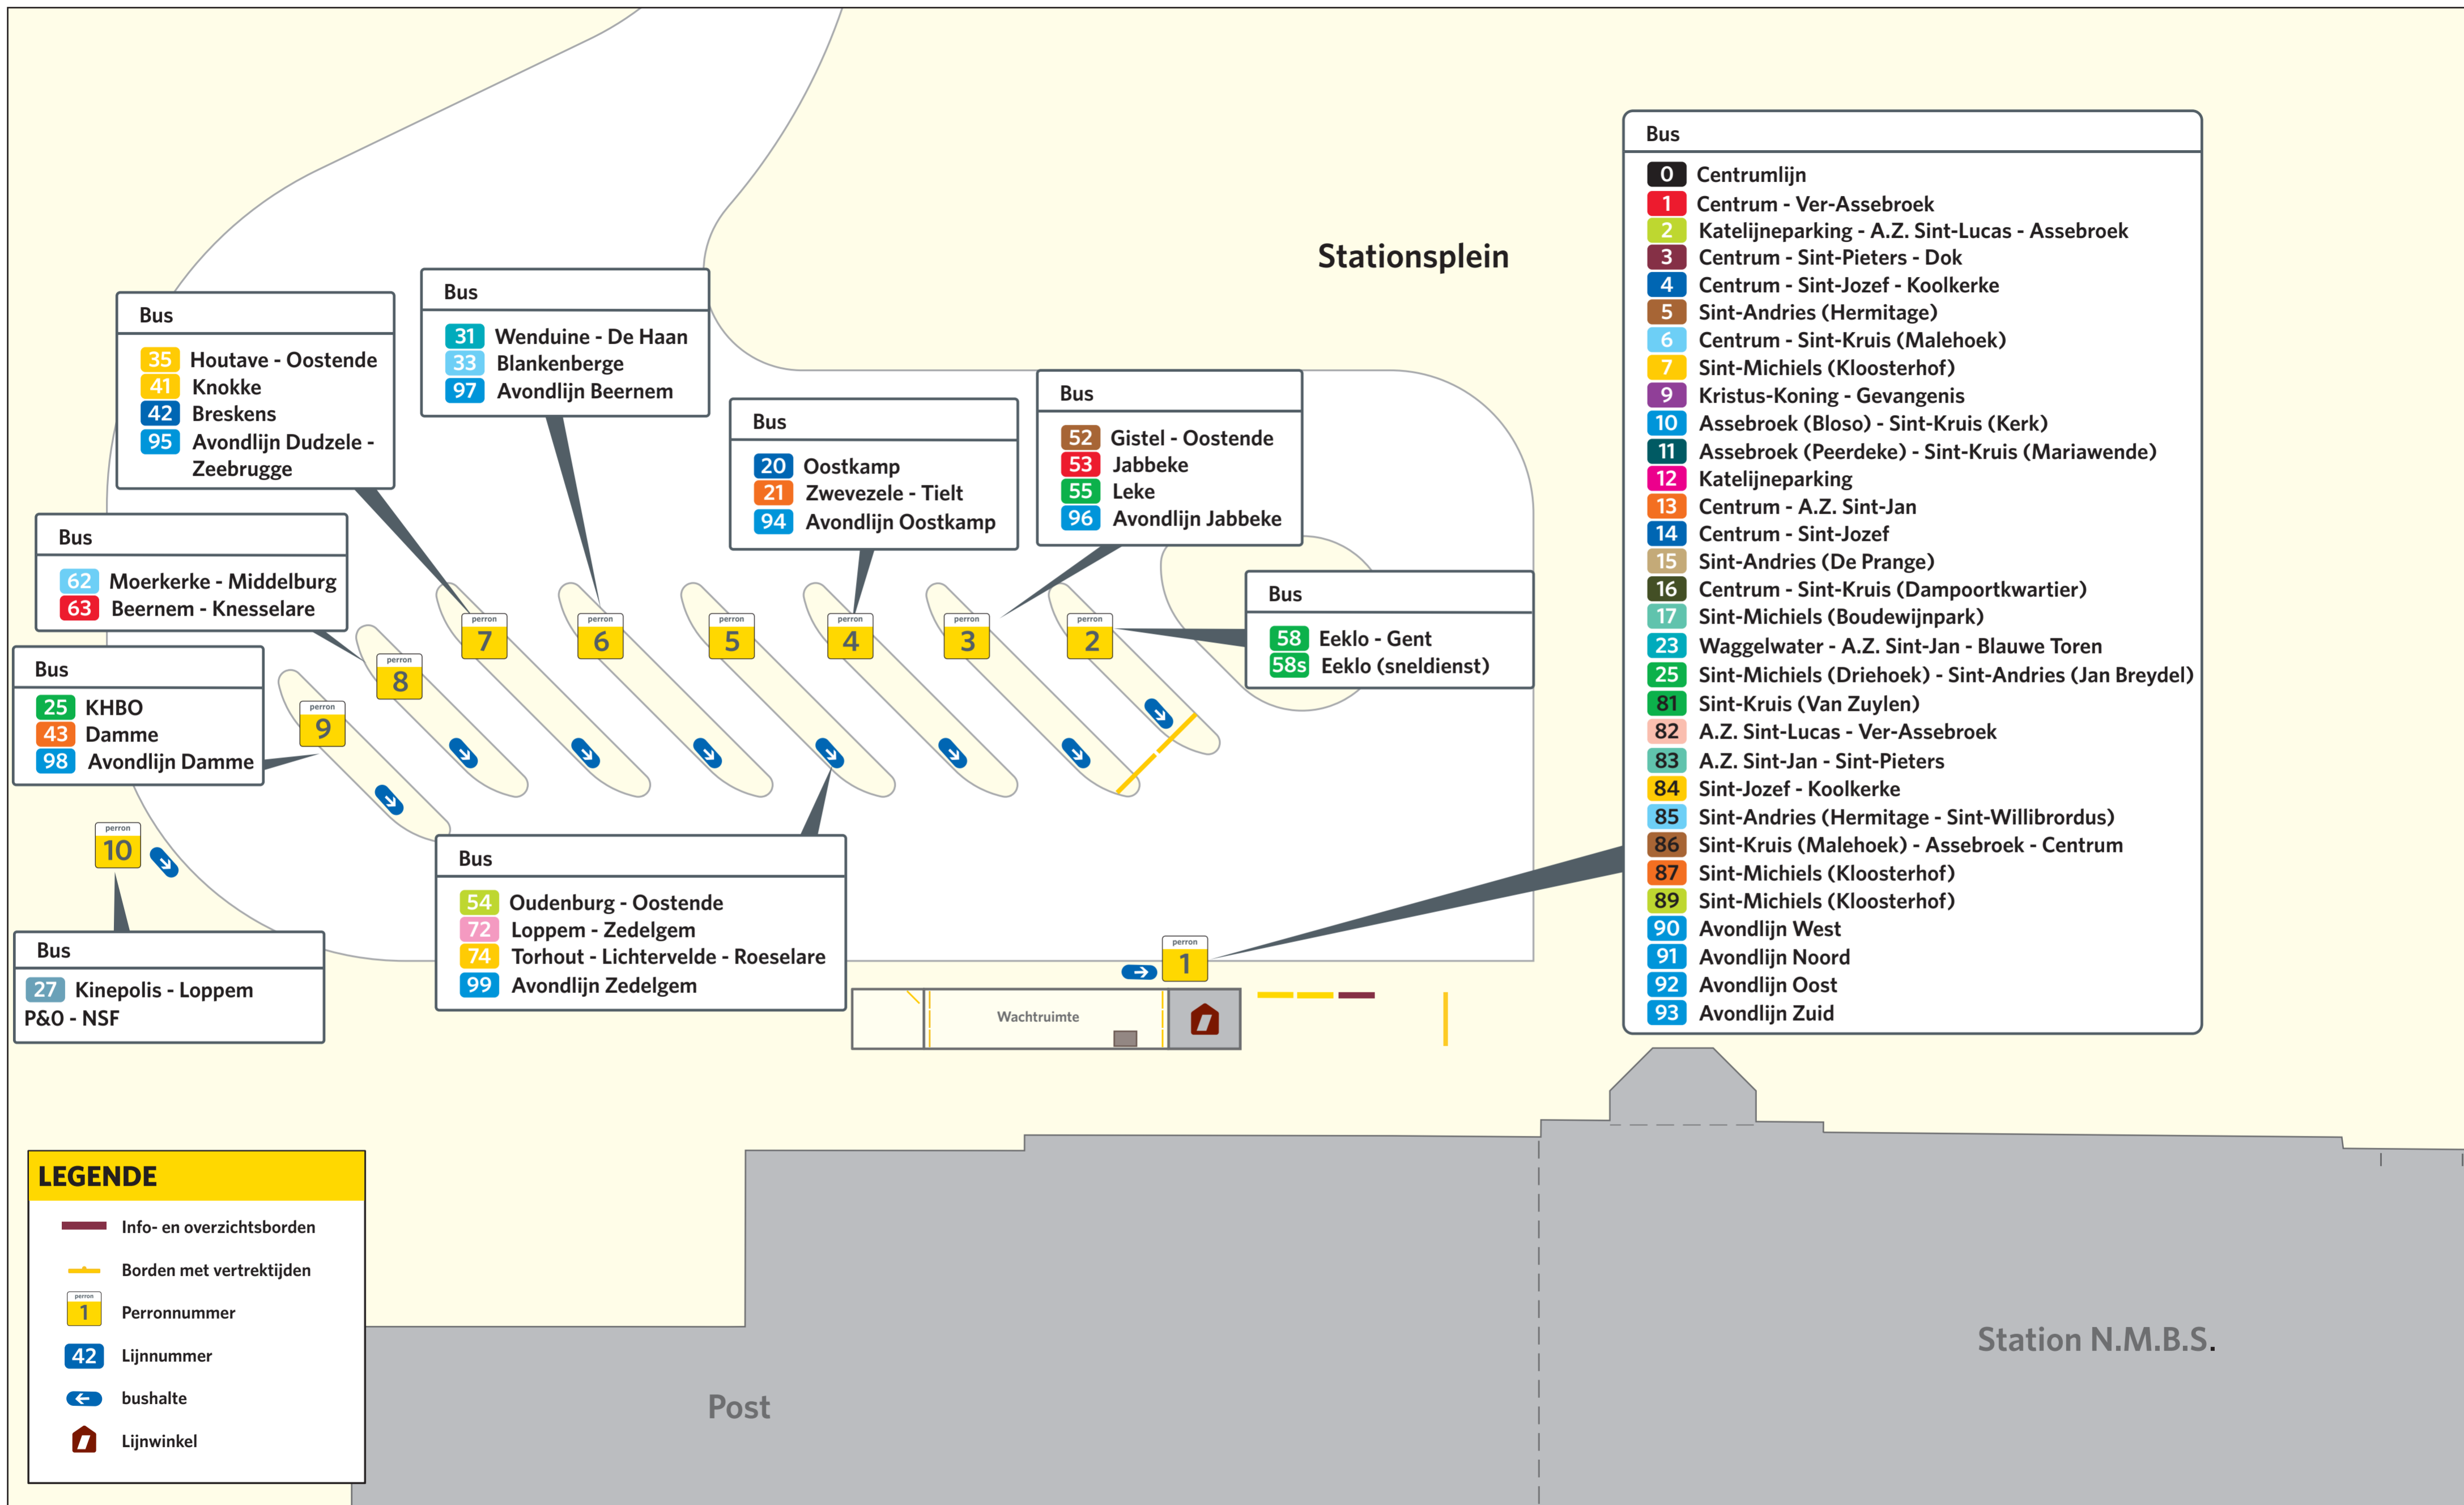 Stationsplein
Bus
0 Centrumlijn
1 Centrum - Ver-Assebroek
2 Katelijneparking - A.Z. Sint-Lucas - Assebroek
3 Centrum - Sint-Pieters - Dok
4 Centrum - Sint-Jozef - Koolkerke
5 Sint-Andries (Hermitage)
6 Centrum - Sint-Kruis (Malehoek)
7 Sint-Michiels (Kloosterhof)
9 Kristus-Koning - Gevangenis
10 Assebroek (Bloso) - Sint-Kruis (Kerk)
11 Assebroek (Peerdeke) - Sint-Kruis (Mariawende)
12 Katelijneparking
13 Centrum - A.Z. Sint-Jan
14 Centrum - Sint-Jozef
15 Sint-Andries (De Prange)
16 Centrum - Sint-Kruis (Dampoortkwartier)
17 Sint-Michiels (Boudewijnpark)
23 Waggelwater - A.Z. Sint-Jan - Blauwe Toren
25 Sint-Michiels (Driehoek) - Sint-Andries (Jan Breydel)
81 Sint-Kruis (Van Zuylen)
82 A.Z. Sint-Lucas - Ver-Assebroek
83 A.Z. Sint-Jan - Sint-Pieters
84 Sint-Jozef - Koolkerke
85 Sint-Andries (Hermitage - Sint-Willibrordus)
86 Sint-Kruis (Malehoek) - Assebroek - Centrum
87 Sint-Michiels (Kloosterhof)
89 Sint-Michiels (Kloosterhof)
90 Avondlijn West
91 Avondlijn Noord
92 Avondlijn Oost
93 Avondlijn Zuid
Bus
35 Houtave - Oostende
41 Knokke
42 Breskens
95 Avondlijn Dudzele -
Zeebrugge
Bus
31 Wenduine - De Haan
33 Blankenberge
97 Avondlijn Beernem
Bus
20 Oostkamp
21 Zwevezele - Tielt
94 Avondlijn Oostkamp
Bus
52 Gistel - Oostende
53 Jabbeke
55 Leke
96 Avondlijn Jabbeke
Bus
58 Eeklo - Gent
58s Eeklo (sneldienst)
Bus
62 Moerkerke - Middelburg
63 Beernem - Knesselare
Bus
25 KHBO
43 Damme
98 Avondlijn Damme
perron
7
perron
6
perron
5
perron
4
perron
3
perron
2
perron
8
perron
9
perron
10
perron
1
Bus
54 Oudenburg - Oostende
72 Loppem - Zedelgem
74 Torhout - Lichtervelde - Roeselare
99 Avondlijn Zedelgem
Bus
27 Kinepolis - Loppem
P&O - NSF
Wachtruimte
LEGENDE
Info- en overzichtsborden
Borden met vertrektijden
perron
1 Perronnummer
42 Lijnnummer
bushalte
Lijnwinkel
Post
Station N.M.B.S.